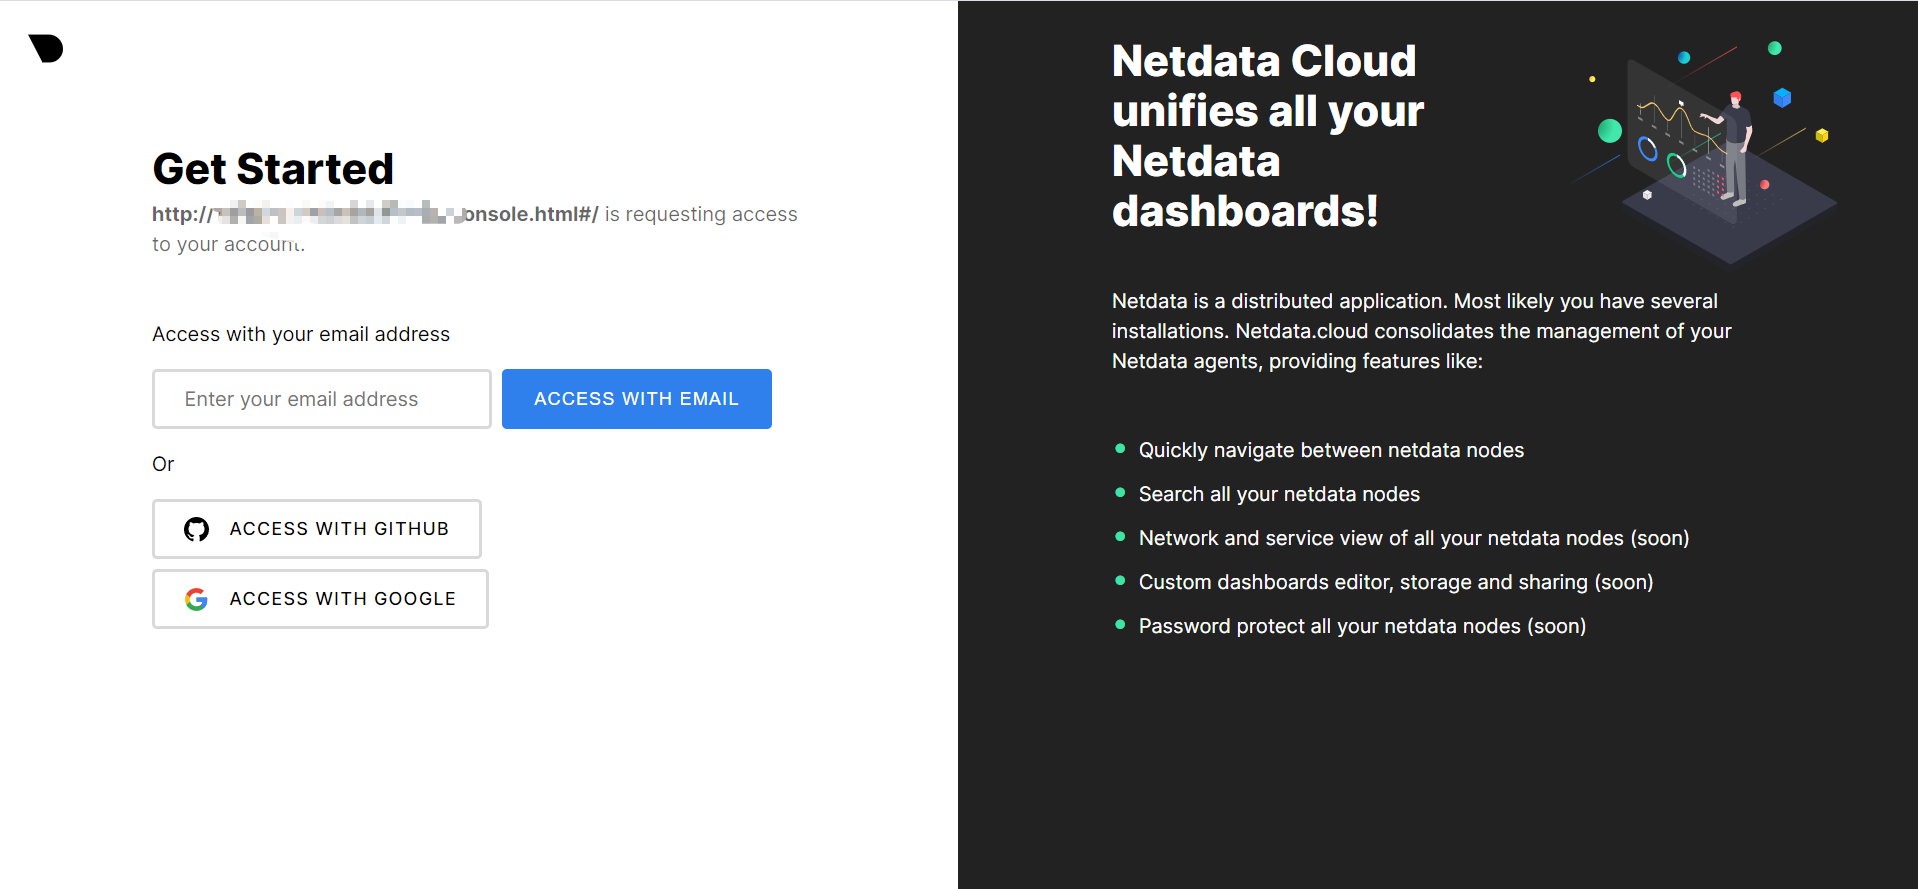 Get Started
http:// onsole.html#/ is requesting access
to your account.
Access with your email address
Enter your email address
ACCESS WITH EMAIL
Or
ACCESS WITH GITHUB
ACCESS WITH GOOGLE
Netdata Cloud
unifies all your
Netdata
dashboards!
Netdata is a distributed application. Most likely you have several
installations. Netdata.cloud consolidates the management of your
Netdata agents, providing features like:
Quickly navigate between netdata nodes
Search all your netdata nodes
Network and service view of all your netdata nodes (soon)
Custom dashboards editor, storage and sharing (soon)
Password protect all your netdata nodes (soon)